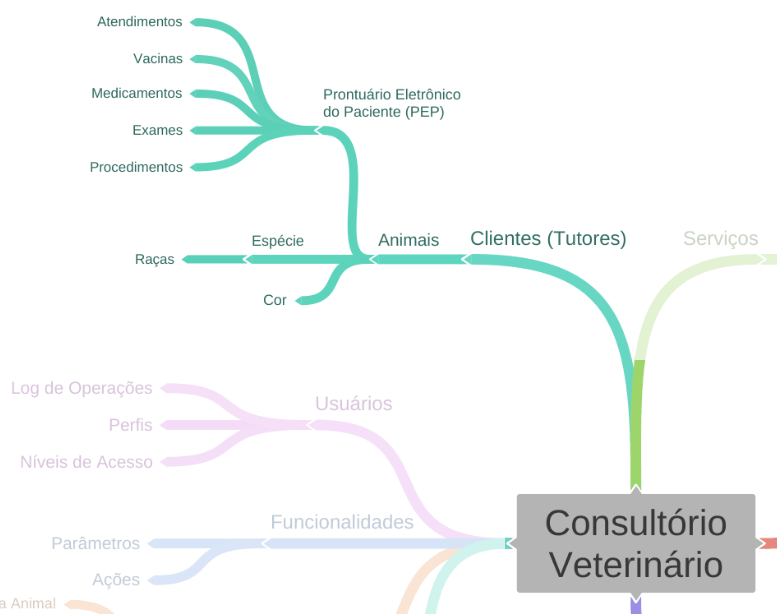 Atendimentos
Vacinas
Medicamentos
Exames
Procedimentos
Prontuário Eletrônico
do Paciente (PEP)
Raças
Espécie
Cor
Animais
Clientes (Tutores)
Serviços
Log de Operações
Perfis
Níveis de Acesso
Usuários
Funcionalidades
Parâmetros
Ações
a Animal
Consultório
Veterinário